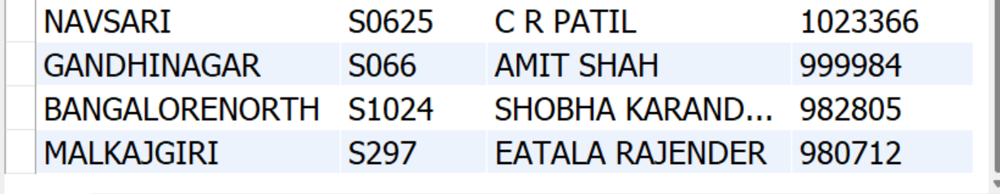 NAVSARI S0625 C R PATIL 1023366
GANDHINAGAR S066 AMIT SHAH 999984
BANGALORENORTH S1024 SHOBHA KARAND... 982805
MALKAJGIRI S297 EATALA RAJENDER 980712